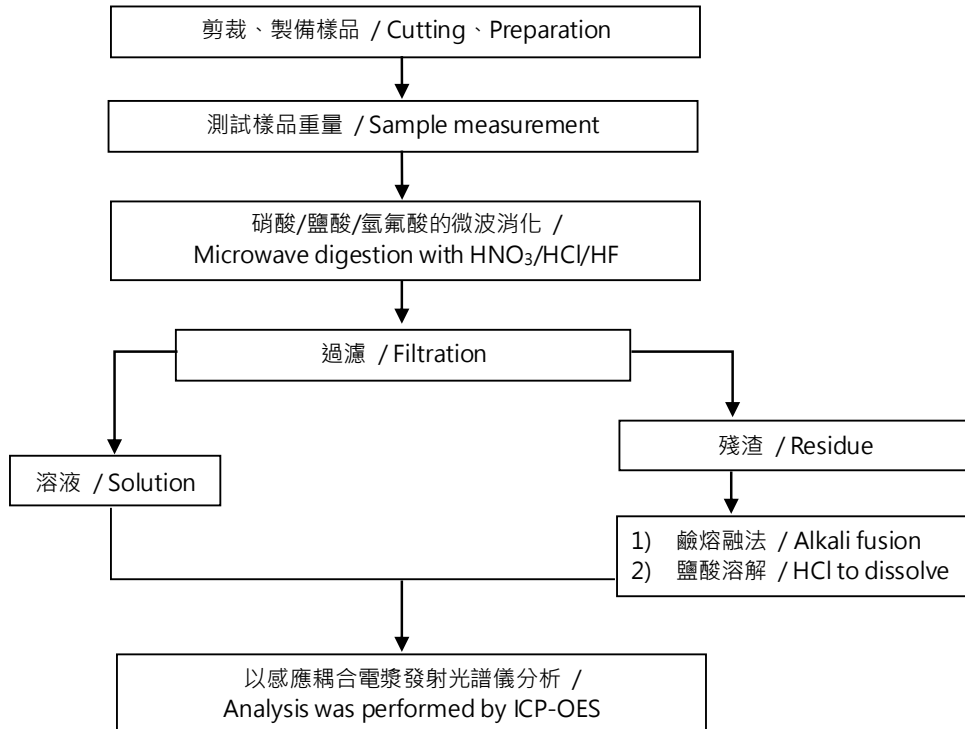 剪裁、製備樣品 / Cutting、Preparation
測試樣品重量 / Sample measurement
硝酸/鹽酸/氫氟酸的微波消化 /
Microwave digestion with HNO₃/HCl/HF
過濾 / Filtration
溶液 / Solution
殘渣 / Residue
1) 鹼熔融法 / Alkali fusion
2) 鹽酸溶解 / HCl to dissolve
以感應耦合電漿發射光譜儀分析 /
Analysis was performed by ICP-OES